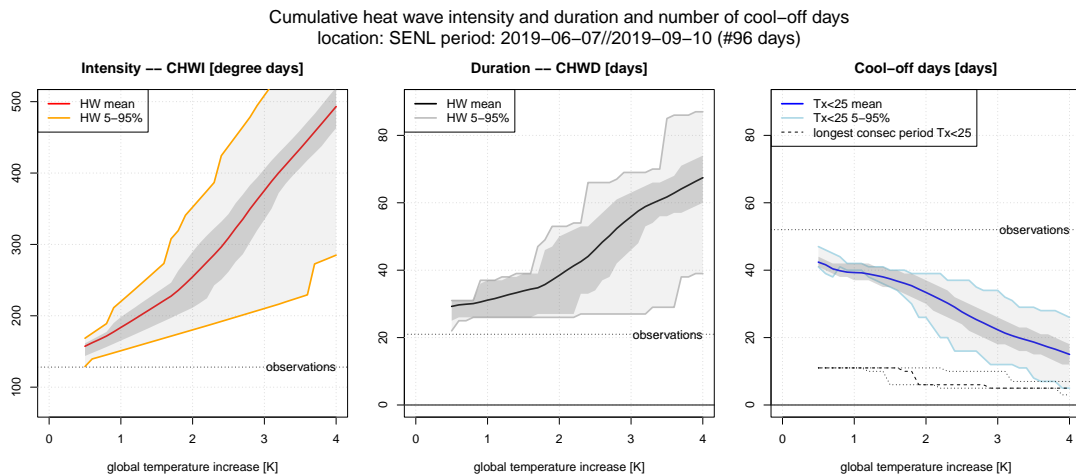 Cumulative heat wave intensity and duration and number of cool−off days
location: SENL period: 2019−06−07//2019−09−10 (#96 days)
Intensity −− CHWI [degree days]
HW mean
HW 5−95%
500
400
300
200
100
observations
0 1 2 3 4
global temperature increase [K]
Duration −− CHWD [days]
HW mean
HW 5−95%
80
60
40
20
0
observations
0 1 2 3 4
global temperature increase [K]
Cool−off days [days]
Tx<25 mean
Tx<25 5−95%
longest consec period Tx<25
80
60
40
20
0
observations
0 1 2 3 4
global temperature increase [K]